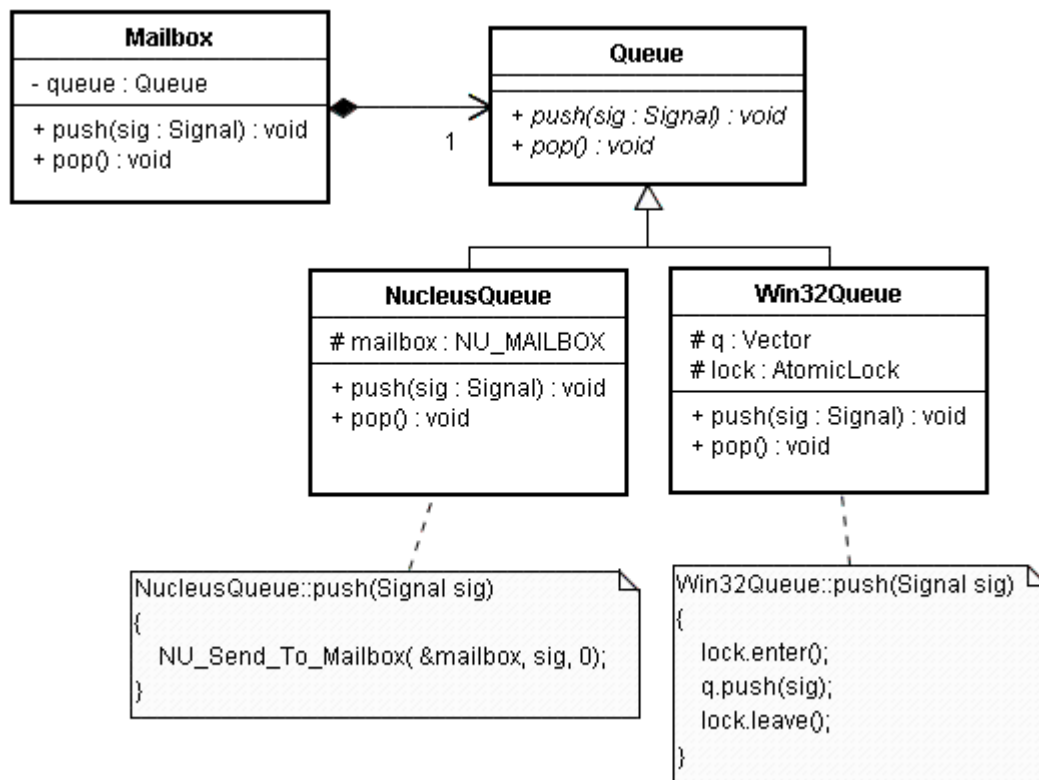 Mailbox
- queue : Queue
+ push(sig : Signal) : void
+ pop() : void
1
Queue
+ push(sig : Signal) : void
+ pop() : void
NucleusQueue
# mailbox : NU_MAILBOX
+ push(sig : Signal) : void
+ pop() : void
Win32Queue
# q : Vector
# lock : AtomicLock
+ push(sig : Signal) : void
+ pop() : void
NucleusQueue::push(Signal sig)
{
NU_Send_To_Mailbox( &mailbox, sig, 0);
}
Win32Queue::push(Signal sig)
{
lock.enter();
q.push(sig);
lock.leave();
}